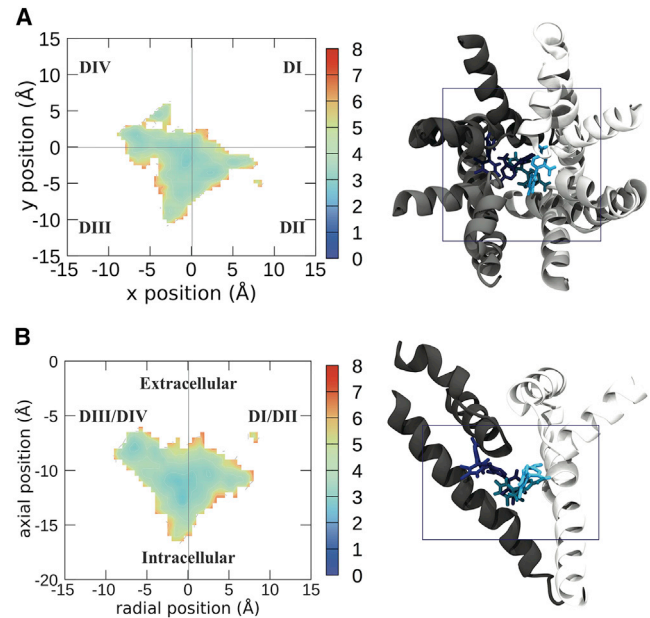 A
15
10
5
0
-5
-10
-15
y position (Å)
DIV
DI
DIII
DII
-15 -10 -5 0 5 10 15
x position (Å)
8
7
6
5
4
3
2
1
0
B
0
-5
-10
-15
-20
axial position (Å)
Extracellular
DIII/DIV
DI/DII
Intracellular
-15 -10 -5 0 5 10 15
radial position (Å)
8
7
6
5
4
3
2
1
0